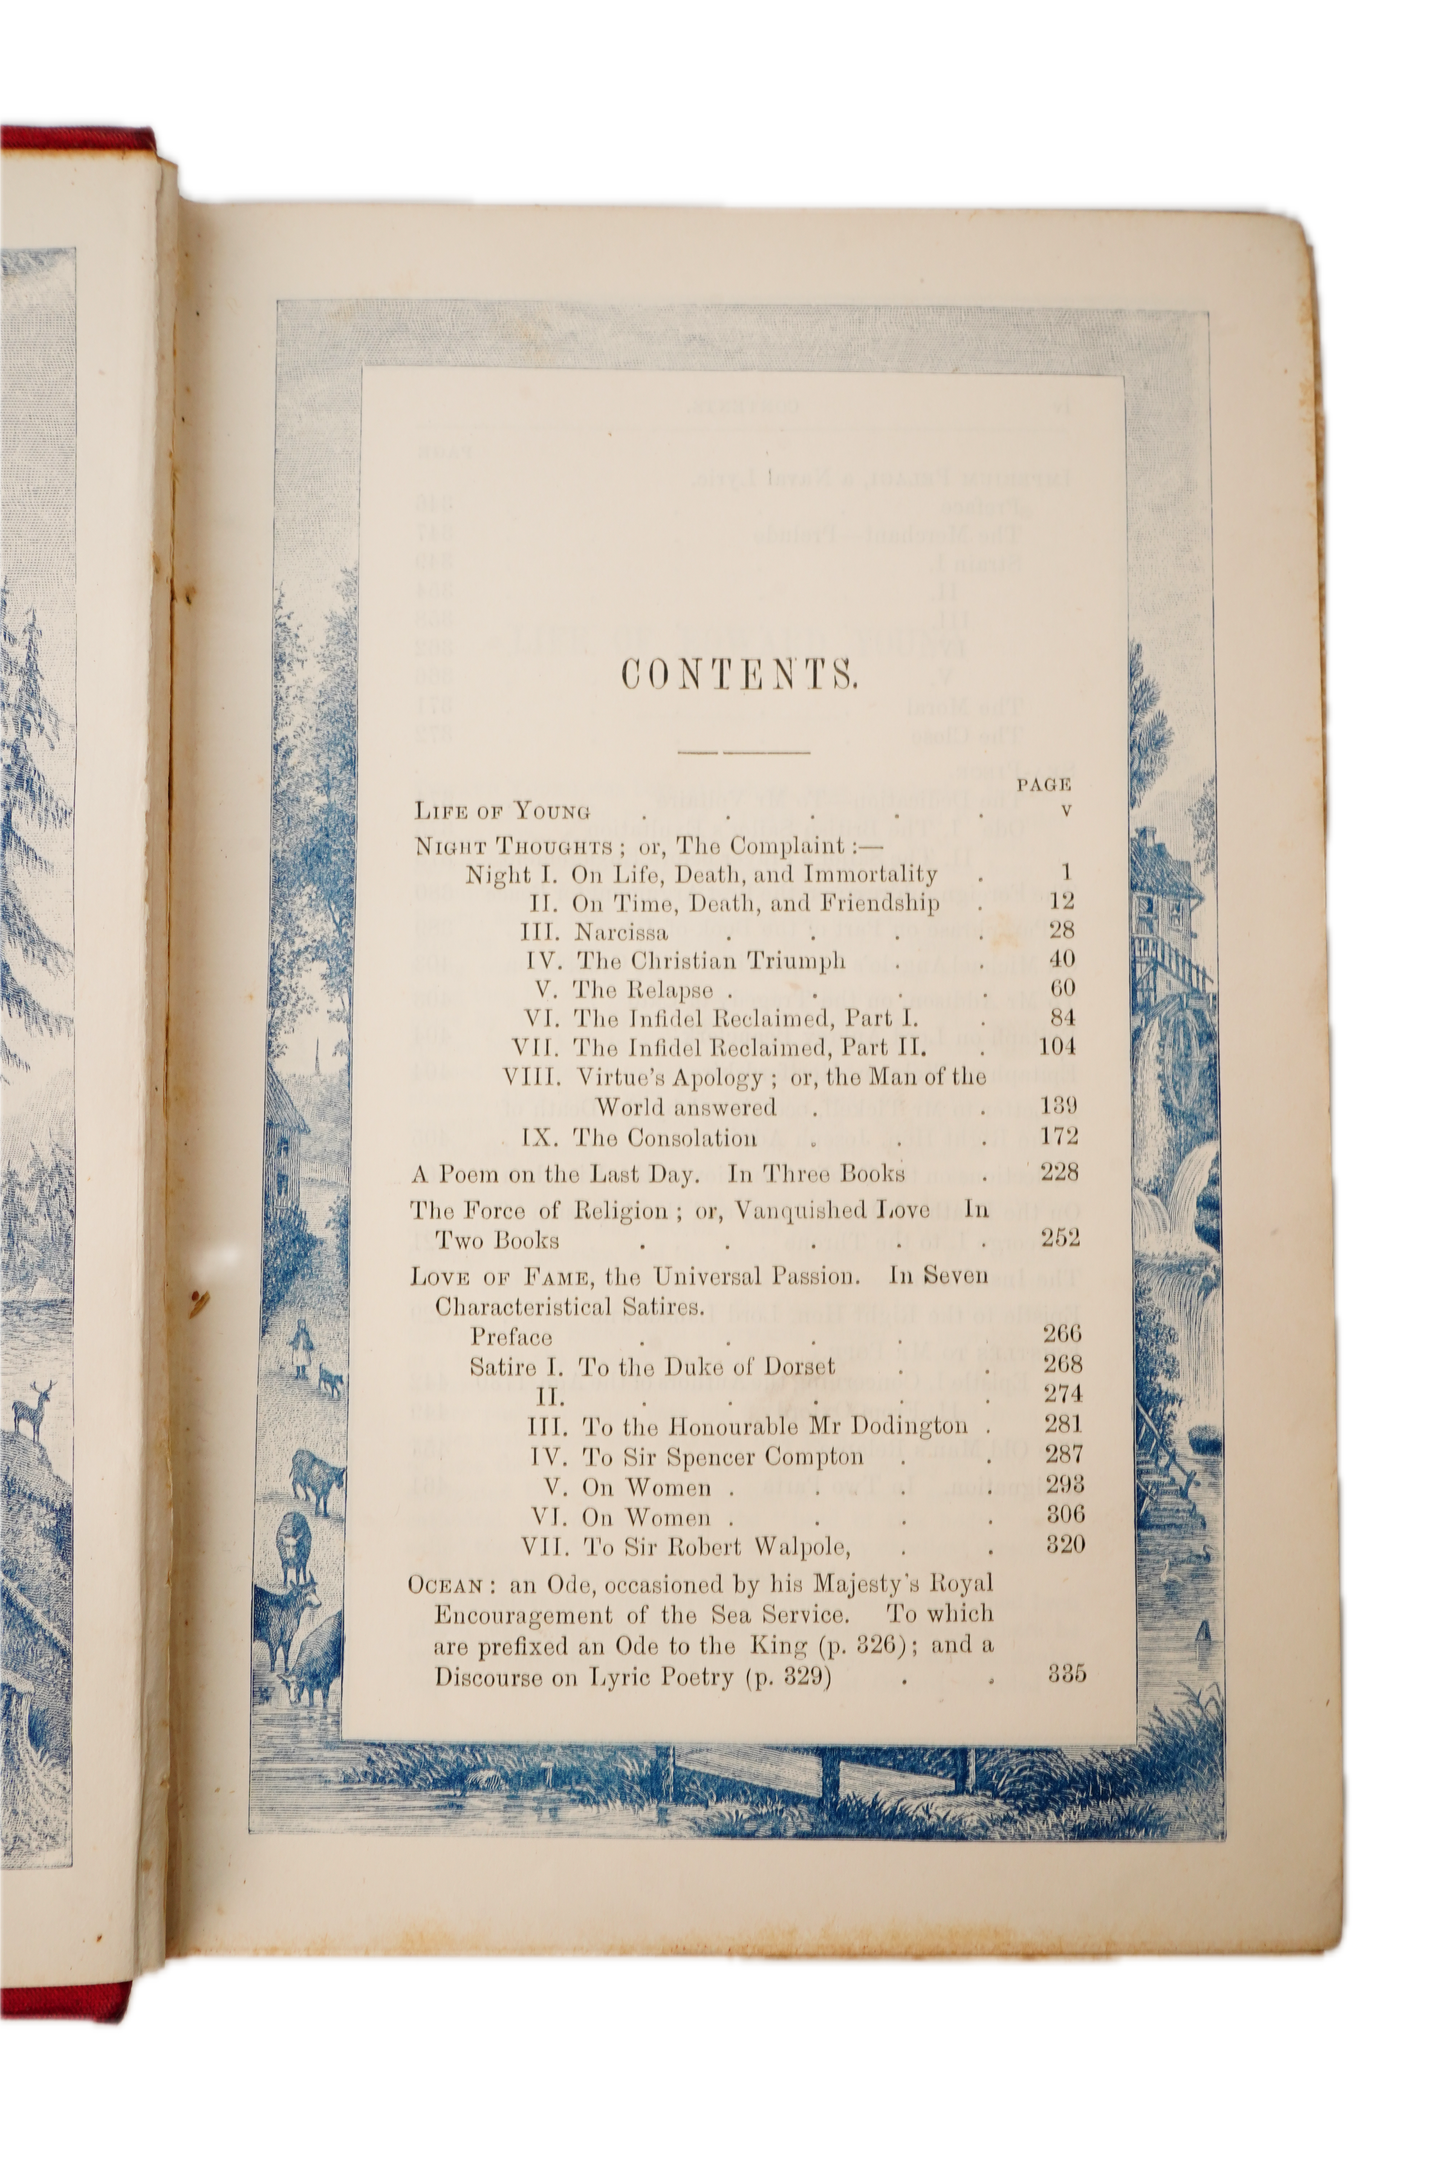 CONTENTS.
PAGE
LIFE OF YOUNG . . . . . v
NIGHT THOUGHTS; or, The Complaint:—
Night I. On Life, Death, and Immortality . 1
II. On Time, Death, and Friendship . 12
III. Narcissa . . . . 28
IV. The Christian Triumph . . 40
V. The Relapse . . . . 60
VI. The Infidel Reclaimed, Part I. . 84
VII. The Infidel Reclaimed, Part II. . 104
VIII. Virtue's Apology; or, the Man of the
World answered . . 139
IX. The Consolation . . . 172
A Poem on the Last Day. In Three Books . 228
The Force of Religion; or, Vanquished Love In
Two Books . . . . . 252
LOVE OF FAME, the Universal Passion. In Seven
Characteristical Satires.
Preface . . . . . 266
Satire I. To the Duke of Dorset . . 268
II. . . . . . 274
III. To the Honourable Mr Dodington . 281
IV. To Sir Spencer Compton . . 287
V. On Women . . . . 293
VI. On Women . . . . 306
VII. To Sir Robert Walpole, . . 320
OCEAN: an Ode, occasioned by his Majesty's Royal
Encouragement of the Sea Service. To which
are prefixed an Ode to the King (p. 326); and a
Discourse on Lyric Poetry (p. 329) . . 335